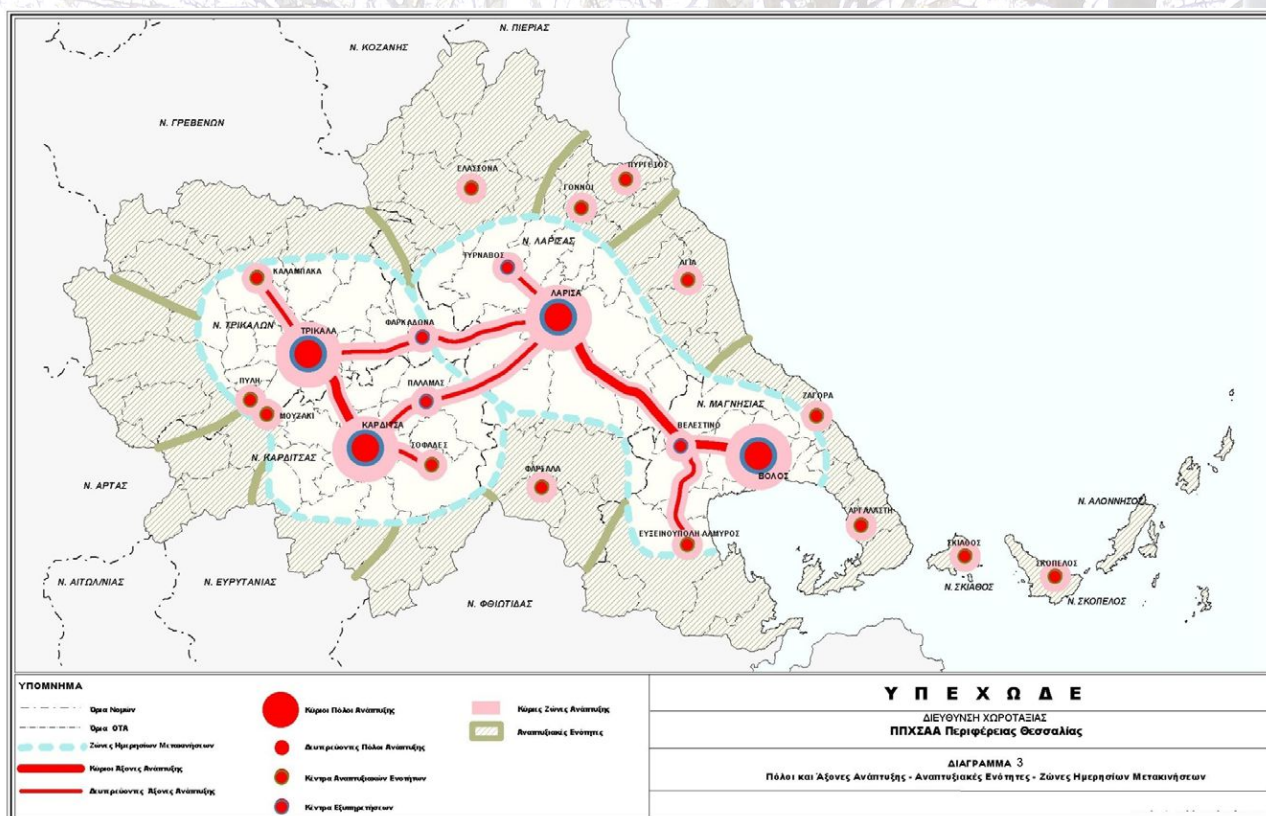 Ν. ΠΙΕΡΙΑΣ
Ν. ΚΟΖΑΝΗΣ
Ν. ΓΡΕΒΕΝΩΝ
ΕΛΑΣΣΟΝΑ
ΠΥΡΓΕΤΟΣ
ΓΟΝΝΟΙ
Ν. ΛΑΡΙΣΑΣ
ΤΥΡΝΑΒΟΣ
ΑΓΙΑ
ΚΑΛΑΜΠΑΚΑ
ΛΑΡΙΣΑ
Ν. ΤΡΙΚΑΛΩΝ
ΤΡΙΚΑΛΑ
ΦΑΡΚΑΔΩΝΑ
ΠΥΛΗ
ΠΑΛΑΜΑΣ
ΜΟΥΖΑΚΙ
Ν. ΜΑΓΝΗΣΙΑΣ
ΖΑΓΟΡΑ
ΚΑΡΔΙΤΣΑ
ΒΕΛΕΣΤΙΝΟ
ΣΟΦΑΔΕΣ
Ν. ΚΑΡΔΙΤΣΑΣ
ΦΑΡΣΑΛΑ
ΒΟΛΟΣ
Ν. ΑΡΤΑΣ
Ν. ΑΛΟΝΝΗΣΟΣ
ΑΡΓΑΛΑΣΤΗ
ΕΥΞΕΙΝΟΥΠΟΛΗ-ΑΛΜΥΡΟΣ
ΣΚΙΑΘΟΣ
ΣΚΟΠΕΛΟΣ
Ν. ΑΙΤΩΛ/ΝΙΑΣ
Ν. ΕΥΡΥΤΑΝΙΑΣ
Ν. ΣΚΙΑΘΟΣ
Ν. ΣΚΟΠΕΛΟΣ
Ν. ΦΘΙΩΤΙΔΑΣ
ΥΠΟΜΝΗΜΑ
Όρια Νομών
Όρια ΟΤΑ
Ζώνες Ημερησίων Μετακινήσεων
Κύριοι Άξονες Ανάπτυξης
Δευτερεύοντες Άξονες Ανάπτυξης
Κύριοι Πόλοι Ανάπτυξης
Δευτερεύοντες Πόλοι Ανάπτυξης
Κέντρα Αναπτυξιακών Ενοτήτων
Κέντρα Εξυπηρετήσεων
Κύριες Ζώνες Ανάπτυξης
Αναπτυξιακές Ενότητες
Υ Π Ε Χ Ω Δ Ε
ΔΙΕΥΘΥΝΣΗ ΧΩΡΟΤΑΞΙΑΣ
ΠΠΧΣΑΑ Περιφέρειας Θεσσαλίας
ΔΙΑΓΡΑΜΜΑ 3
Πόλοι και Άξονες Ανάπτυξης - Αναπτυξιακές Ενότητες - Ζώνες Ημερησίων Μετακινήσεων